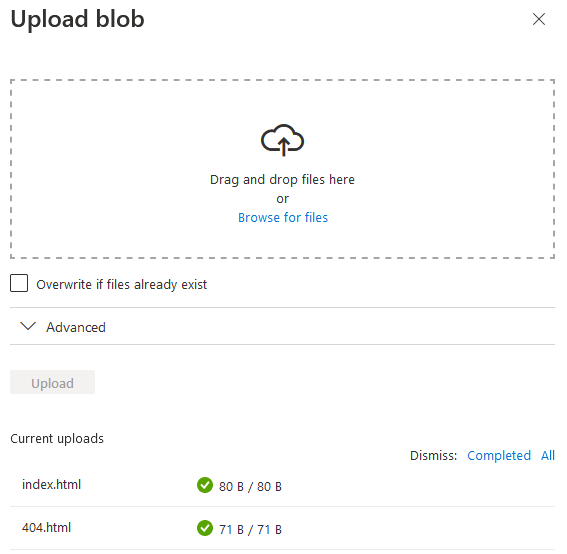 Upload blob
Drag and drop files here
or
Browse for files
Overwrite if files already exist
Advanced
Upload
Current uploads
Dismiss: Completed All
index.html 80 B / 80 B
404.html 71 B / 71 B